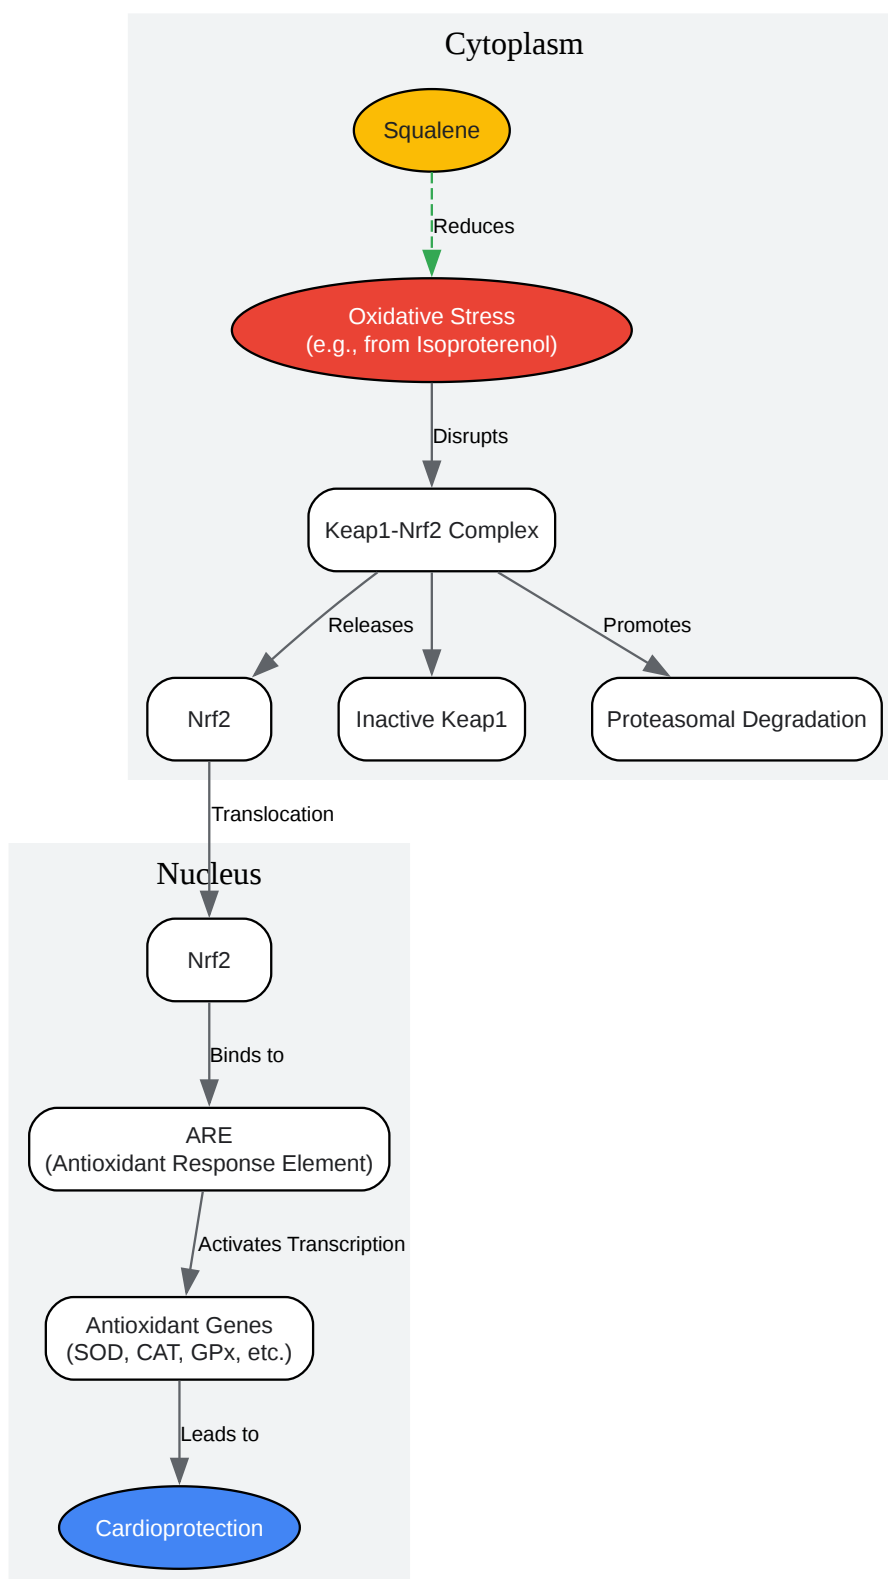 Cytoplasm
Squalene
Reduces
Oxidative Stress
(e.g., from Isoproterenol)
Disrupts
Keap1-Nrf2 Complex
Releases
Promotes
Nrf2
Inactive Keap1
Proteasomal Degradation
Translocation
Nucleus
Nrf2
Binds to
ARE
(Antioxidant Response Element)
Activates Transcription
Antioxidant Genes
(SOD, CAT, GPx, etc.)
Leads to
Cardioprotection